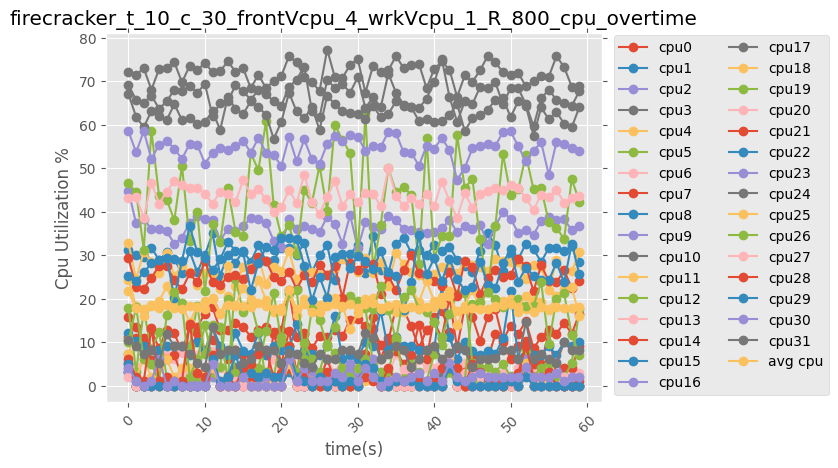 firecracker_t_10_c_30_frontVcpu_4_wrkVcpu_1_R_800_cpu_overtime
Cpu Utilization %
80
70
60
50
40
30
20
10
0
0
10
20
30
40
50
60
time(s)
cpu0
cpu1
cpu2
cpu3
cpu4
cpu5
cpu6
cpu7
cpu8
cpu9
cpu10
cpu11
cpu12
cpu13
cpu14
cpu15
cpu16
cpu17
cpu18
cpu19
cpu20
cpu21
cpu22
cpu23
cpu24
cpu25
cpu26
cpu27
cpu28
cpu29
cpu30
cpu31
avg cpu